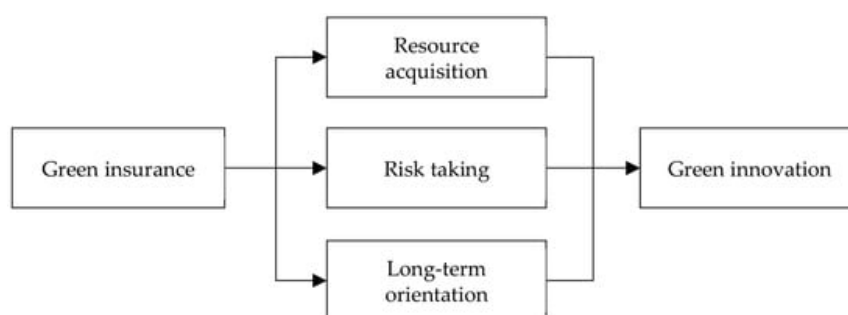 Resource
acquisition
Green insurance
Risk taking
Green innovation
Long-term
orientation